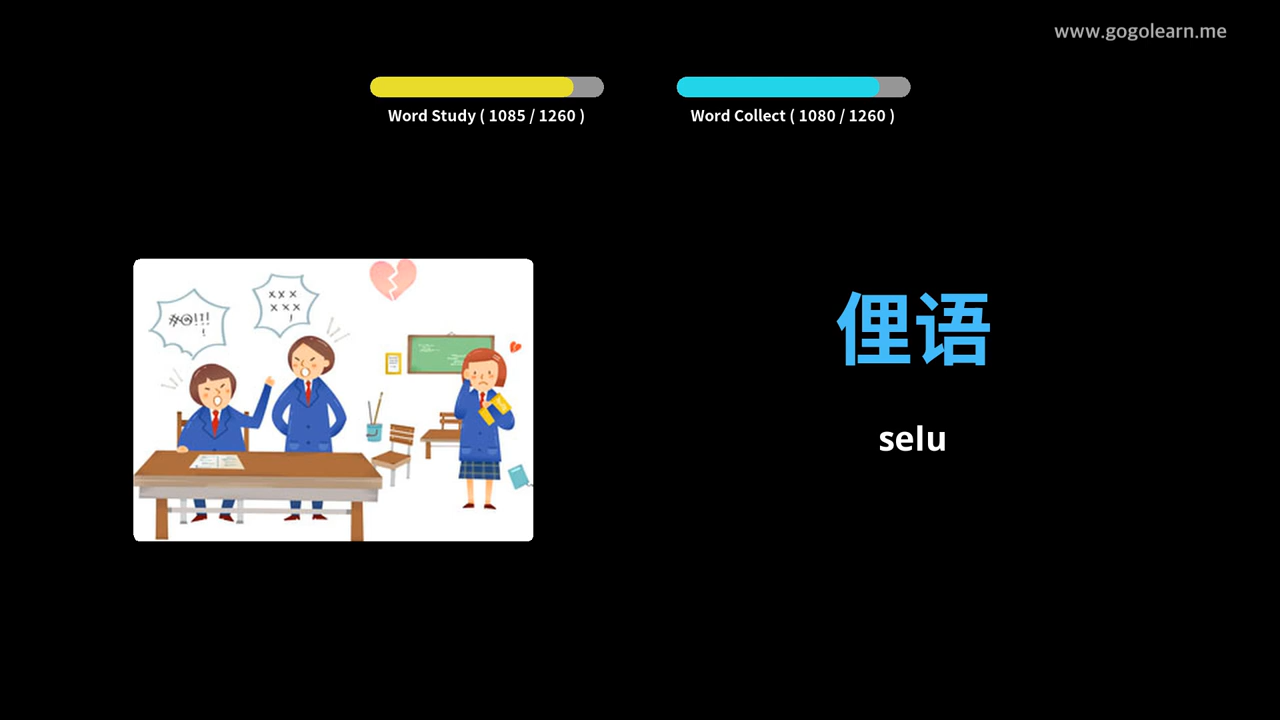 www.gogolearn.me
Word Study ( 1085 / 1260 )
Word Collect ( 1080 / 1260 )
#@!!!
!
x x x
x x x
!
俚语
selu